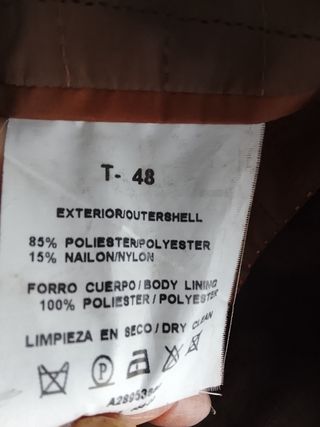 T- 48
EXTERIOR/OUTERSHELL
85% POLIESTER/POLYESTER
15% NAILON/NYLON
FORRO CUERPO/BODY LINING
100% POLIESTER / POLYESTER
LIMPIEZA EN SECO/DRY CLEAN
P